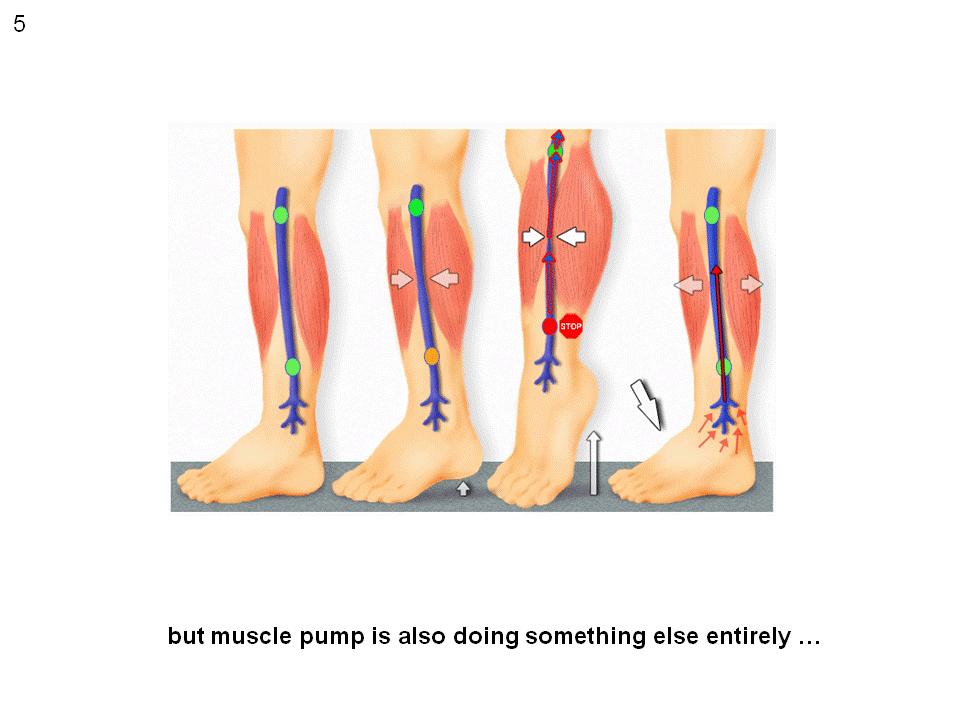 5
STOP
but muscle pump is also doing something else entirely …